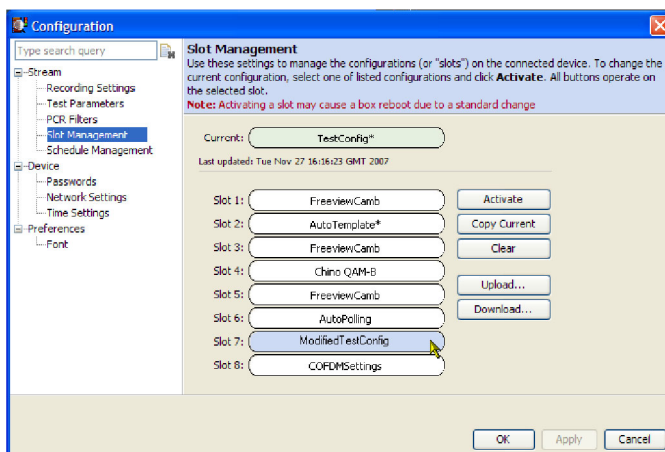 Configuration
Type search query
Stream
Recording Settings
Test Parameters
PCR Filters
Slot Management
Schedule Management
Device
Passwords
Network Settings
Time Settings
Preferences
Font
Slot Management
Use these settings to manage the configurations (or "slots") on the connected device. To change the
current configuration, select one of listed configurations and click Activate. All buttons operate on
the selected slot.
Note: Activating a slot may cause a box reboot due to a standard change
Current: TestConfig*
Last updated: Tue Nov 27 16:16:23 GMT 2007
Slot 1: FreeviewCamb Activate
Slot 2: AutoTemplate* Copy Current
Slot 3: FreeviewCamb Clear
Slot 4: Chino QAM-B
Slot 5: FreeviewCamb Upload...
Slot 6: AutoPolling Download...
Slot 7: ModifiedTestConfig
Slot 8: COFDMSettings
OK Apply Cancel